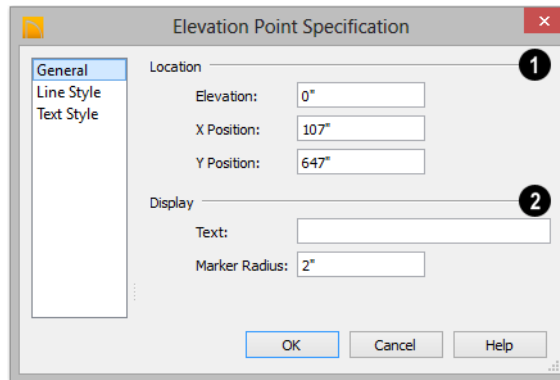 Elevation Point Specification
General
Line Style
Text Style
Location
1
Elevation:
0"
X Position:
107"
Y Position:
647"
Display
2
Text:
Marker Radius:
2"
OK
Cancel
Help